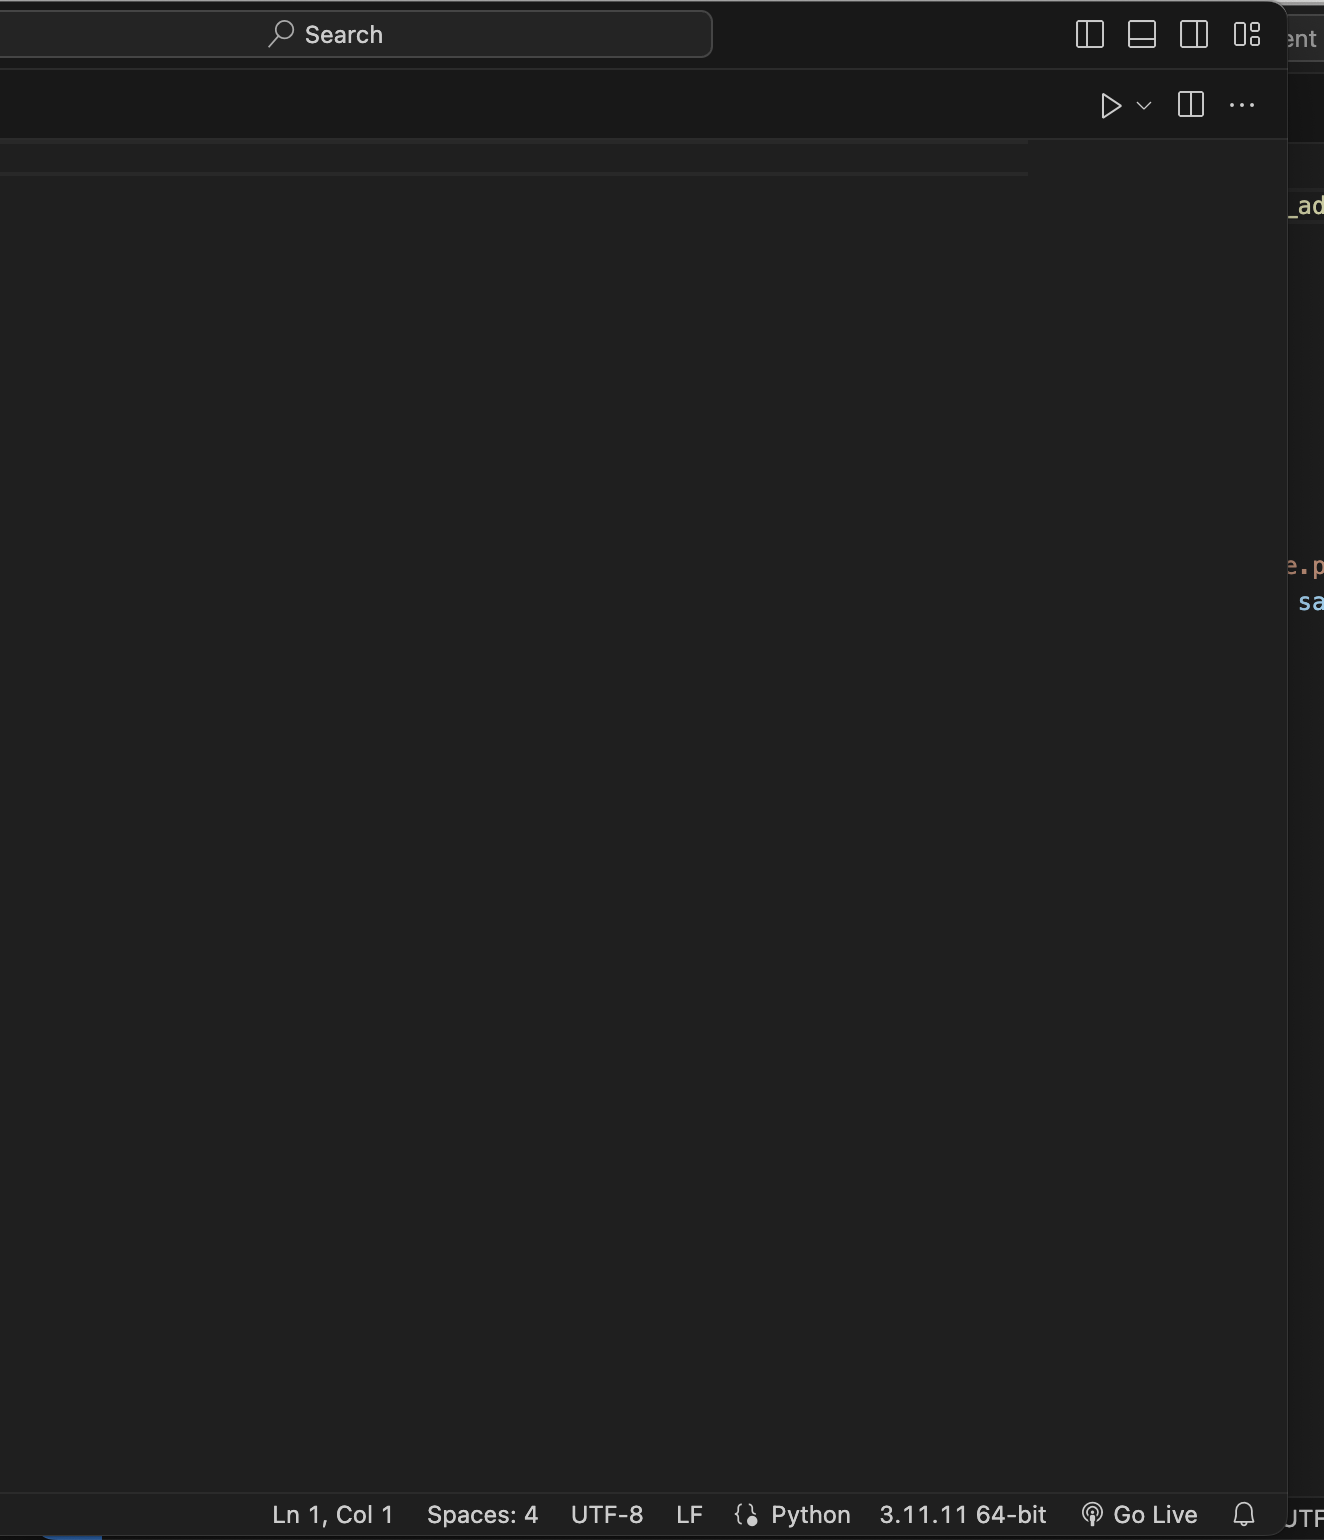 Search
ent
_ad
e.p
sa
Ln 1, Col 1 Spaces: 4 UTF-8 LF Python 3.11.11 64-bit Go Live
UTF